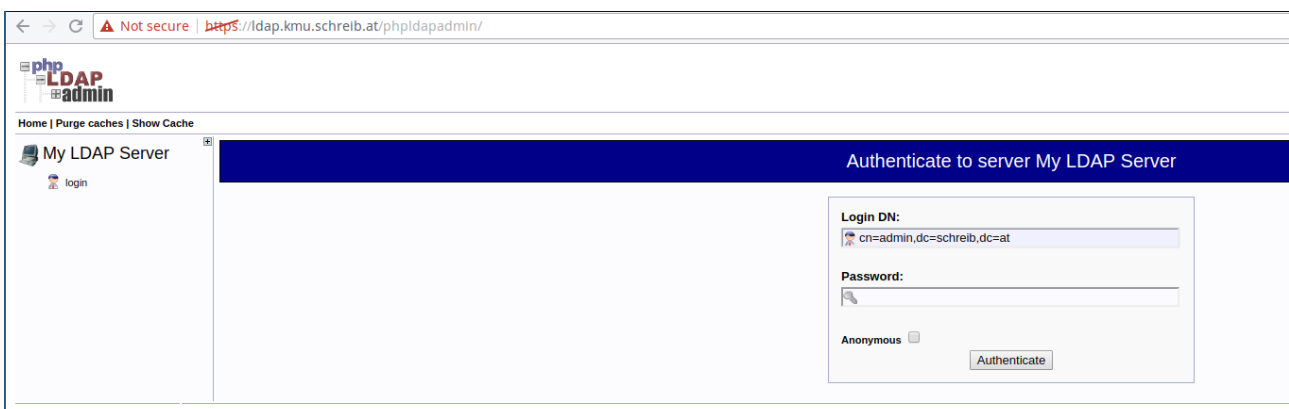 Not secure | https://ldap.kmu.schreib.at/phpldapadmin/
php
LDAP
admin
Home | Purge caches | Show Cache
My LDAP Server
login
Authenticate to server My LDAP Server
Login DN:
cn=admin,dc=schreib,dc=at
Password:
Anonymous
Authenticate